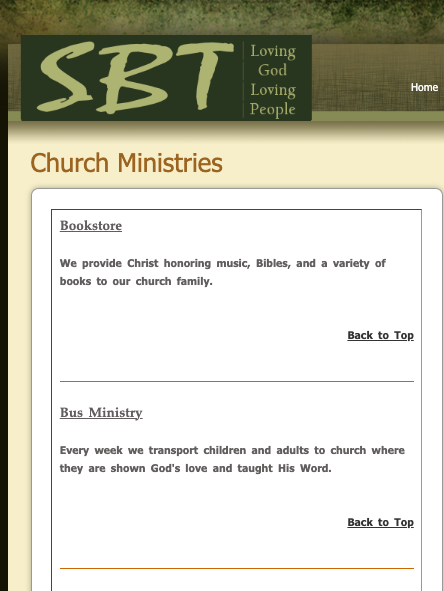 SBT
Loving
God
Loving
People
Home
Church Ministries
Bookstore
We provide Christ honoring music, Bibles, and a variety of
books to our church family.
Back to Top
Bus Ministry
Every week we transport children and adults to church where
they are shown God's love and taught His Word.
Back to Top